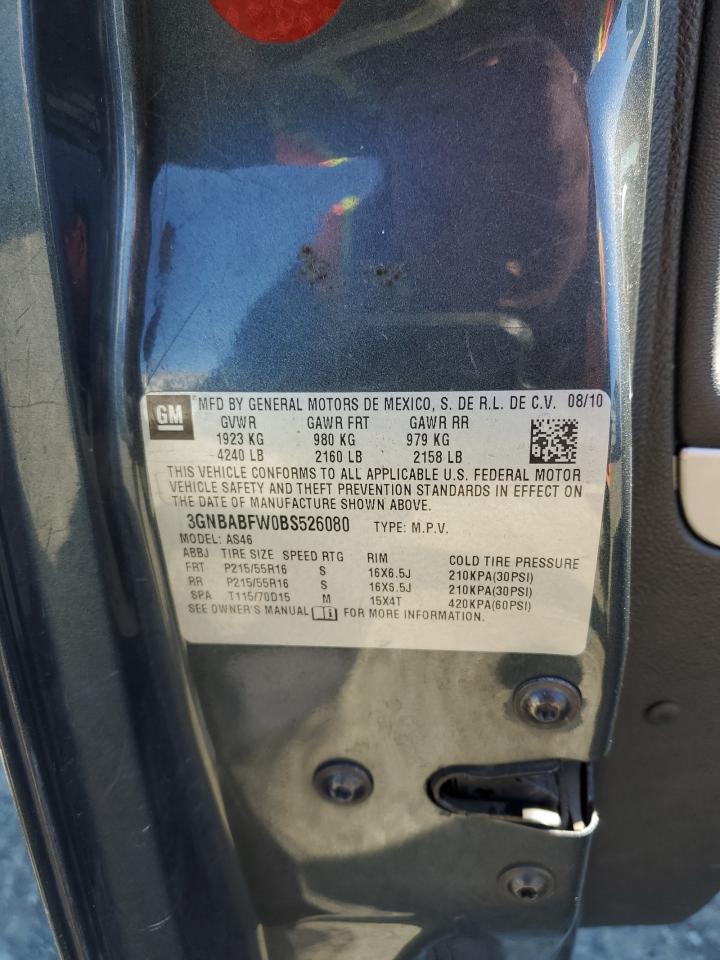 GM MFD BY GENERAL MOTORS DE MEXICO, S. DE R.L. DE C.V. 08/10
GVWR GAWR FRT GAWR RR
1923 KG 980 KG 979 KG
4240 LB 2160 LB 2158 LB
THIS VEHICLE CONFORMS TO ALL APPLICABLE U.S. FEDERAL MOTOR
VEHICLE SAFETY AND THEFT PREVENTION STANDARDS IN EFFECT ON
THE DATE OF MANUFACTURE SHOWN ABOVE.
3GNBABFW0BS526080 TYPE: M.P.V.
MODEL: AS46
ABBJ TIRE SIZE SPEED RTG RIM COLD TIRE PRESSURE
FRT P215/55R16 S 16X6.5J 210KPA(30PSI)
RR P215/55R16 S 16X6.5J 210KPA(30PSI)
SPA T115/70D15 M 15X4T 420KPA(60PSI)
SEE OWNER'S MANUAL i FOR MORE INFORMATION.